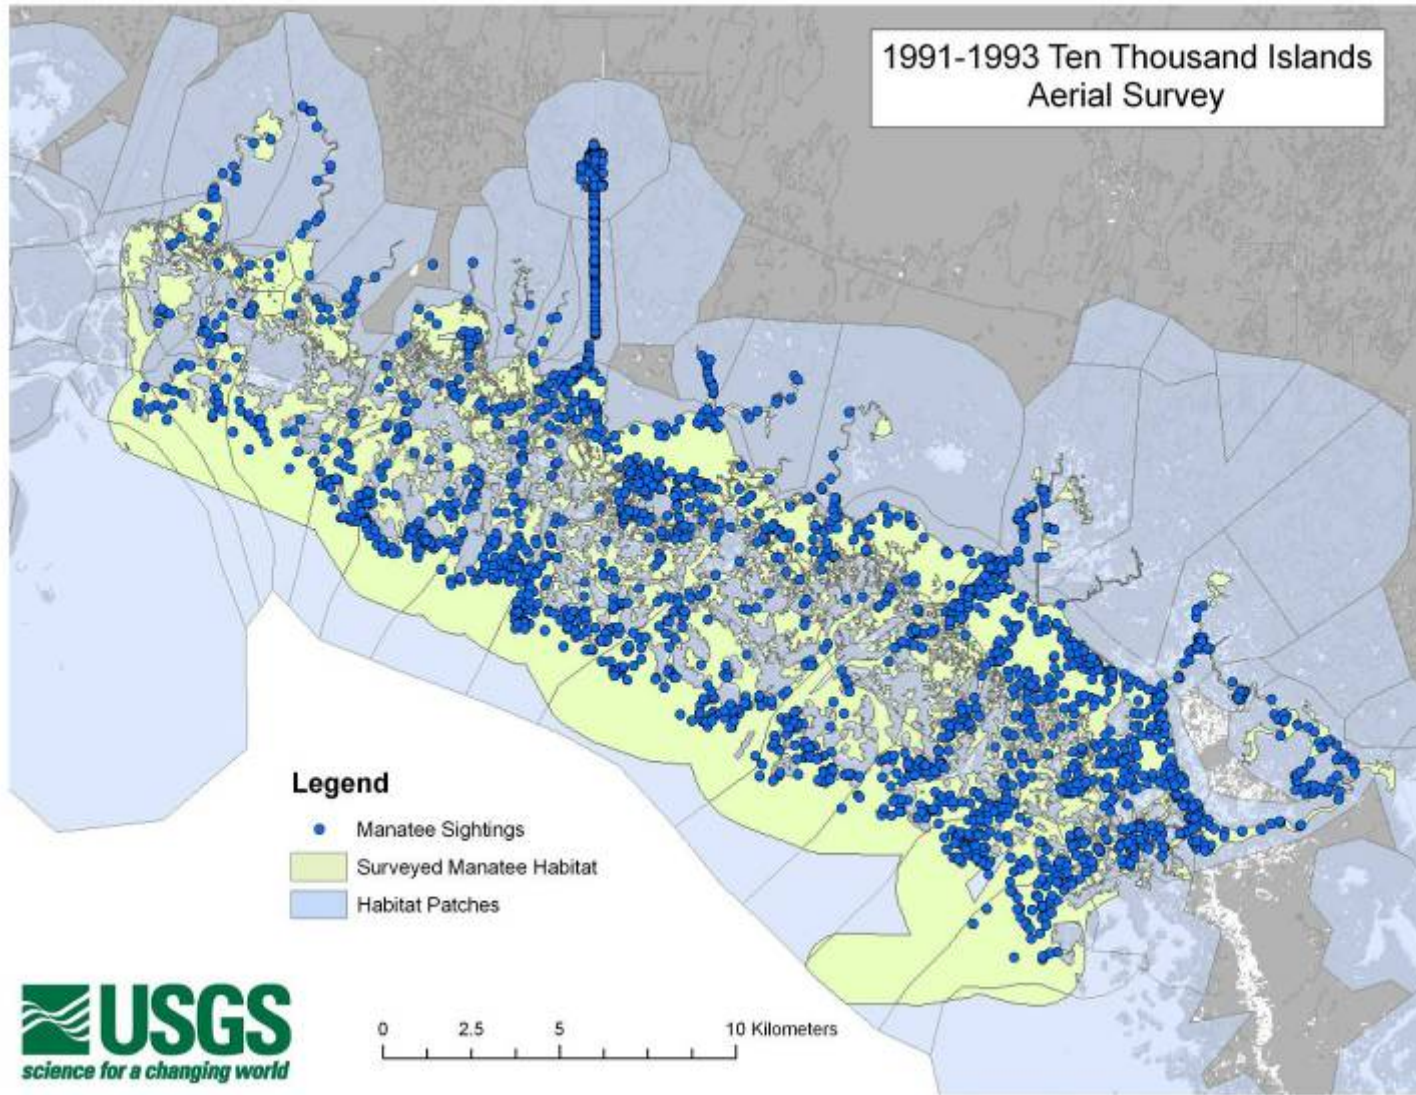 1991-1993 Ten Thousand Islands
Aerial Survey
Legend
Manatee Sightings
Surveyed Manatee Habitat
Habitat Patches
USGS
science for a changing world
0 2.5 5 10 Kilometers